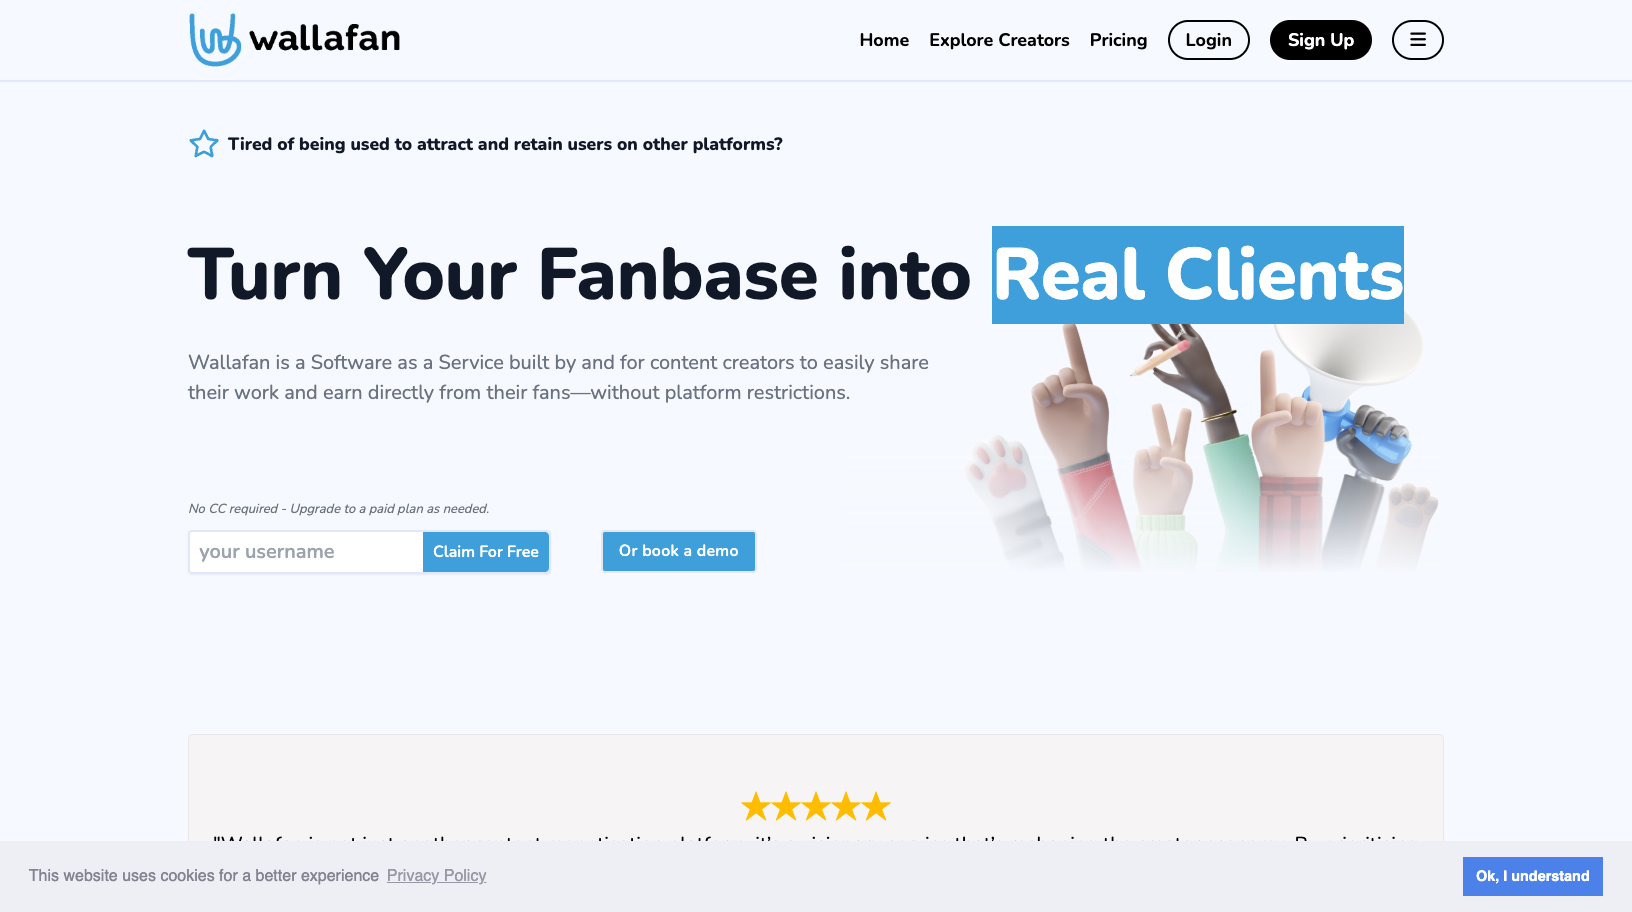 wallafan
Home Explore Creators Pricing Login Sign Up
Tired of being used to attract and retain users on other platforms?
Turn Your Fanbase into Real Clients
Wallafan is a Software as a Service built by and for content creators to easily share
their work and earn directly from their fans—without platform restrictions.
No CC required - Upgrade to a paid plan as needed.
your username Claim For Free Or book a demo
This website uses cookies for a better experience Privacy Policy Ok, I understand